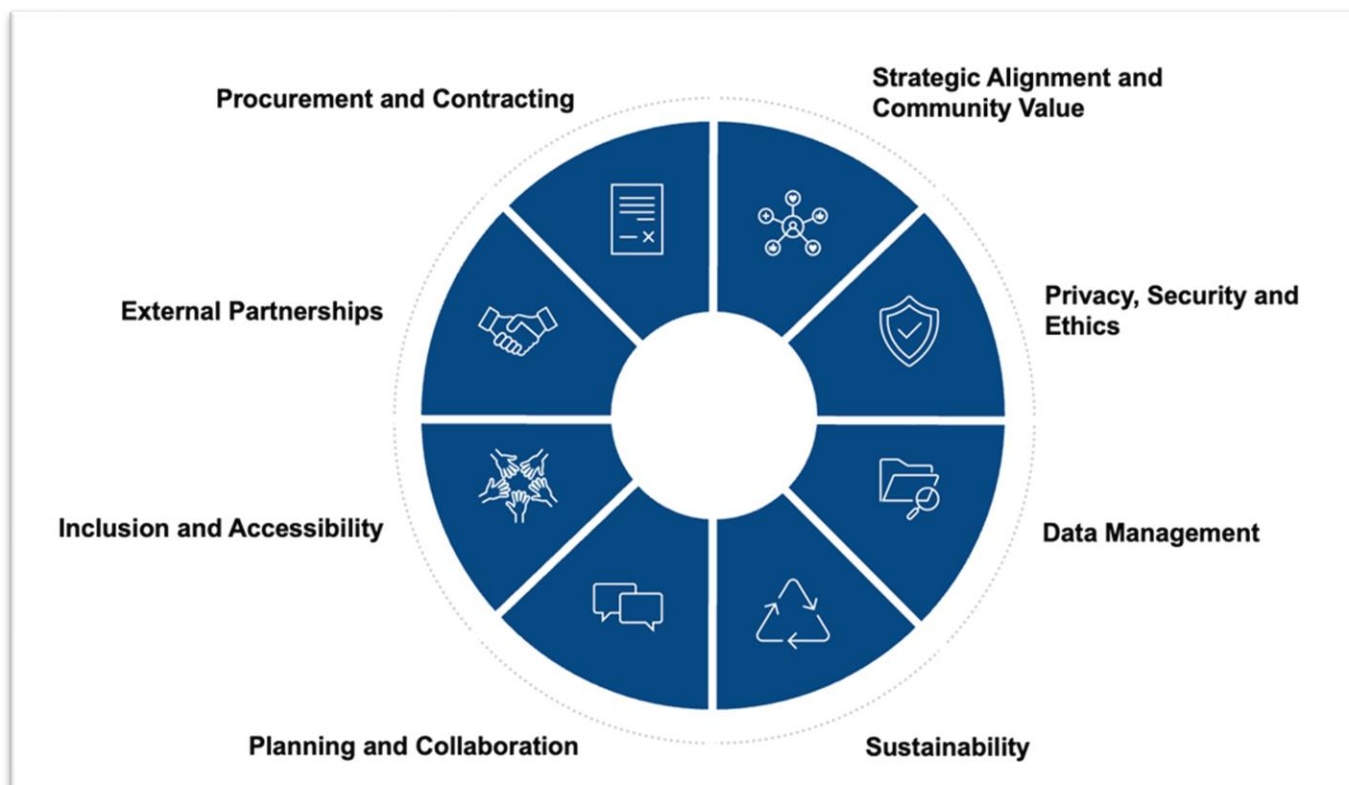 Procurement and Contracting
Strategic Alignment and
Community Value
External Partnerships
Privacy, Security and
Ethics
Inclusion and Accessibility
Data Management
Planning and Collaboration
Sustainability